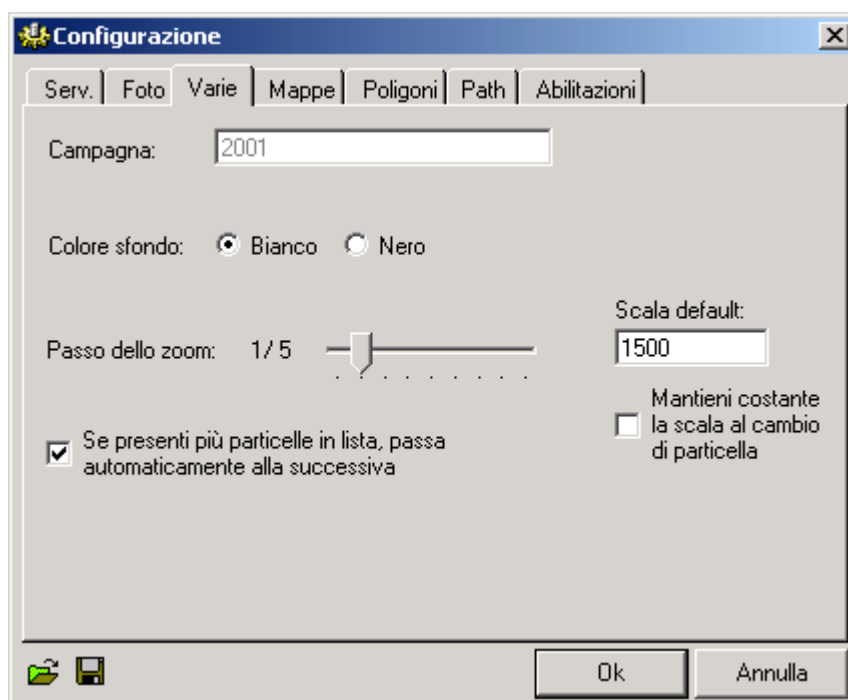 Configurazione
Serv. Foto Varie Mappe Poligoni Path Abilitazioni
Campagna: 2001
Colore sfondo: Bianco Nero
Scala default:
Passo dello zoom: 1/ 5 1500
Mantieni costante
la scala al cambio
di particella
Se presenti più particelle in lista, passa
automaticamente alla successiva
Ok Annulla